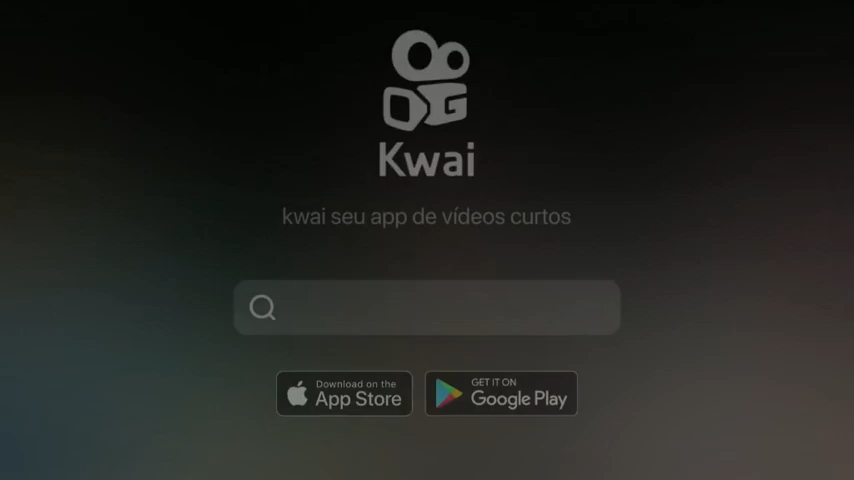 Kwai
kwai seu app de vídeos curtos
Download on the
App Store
GET IT ON
Google Play